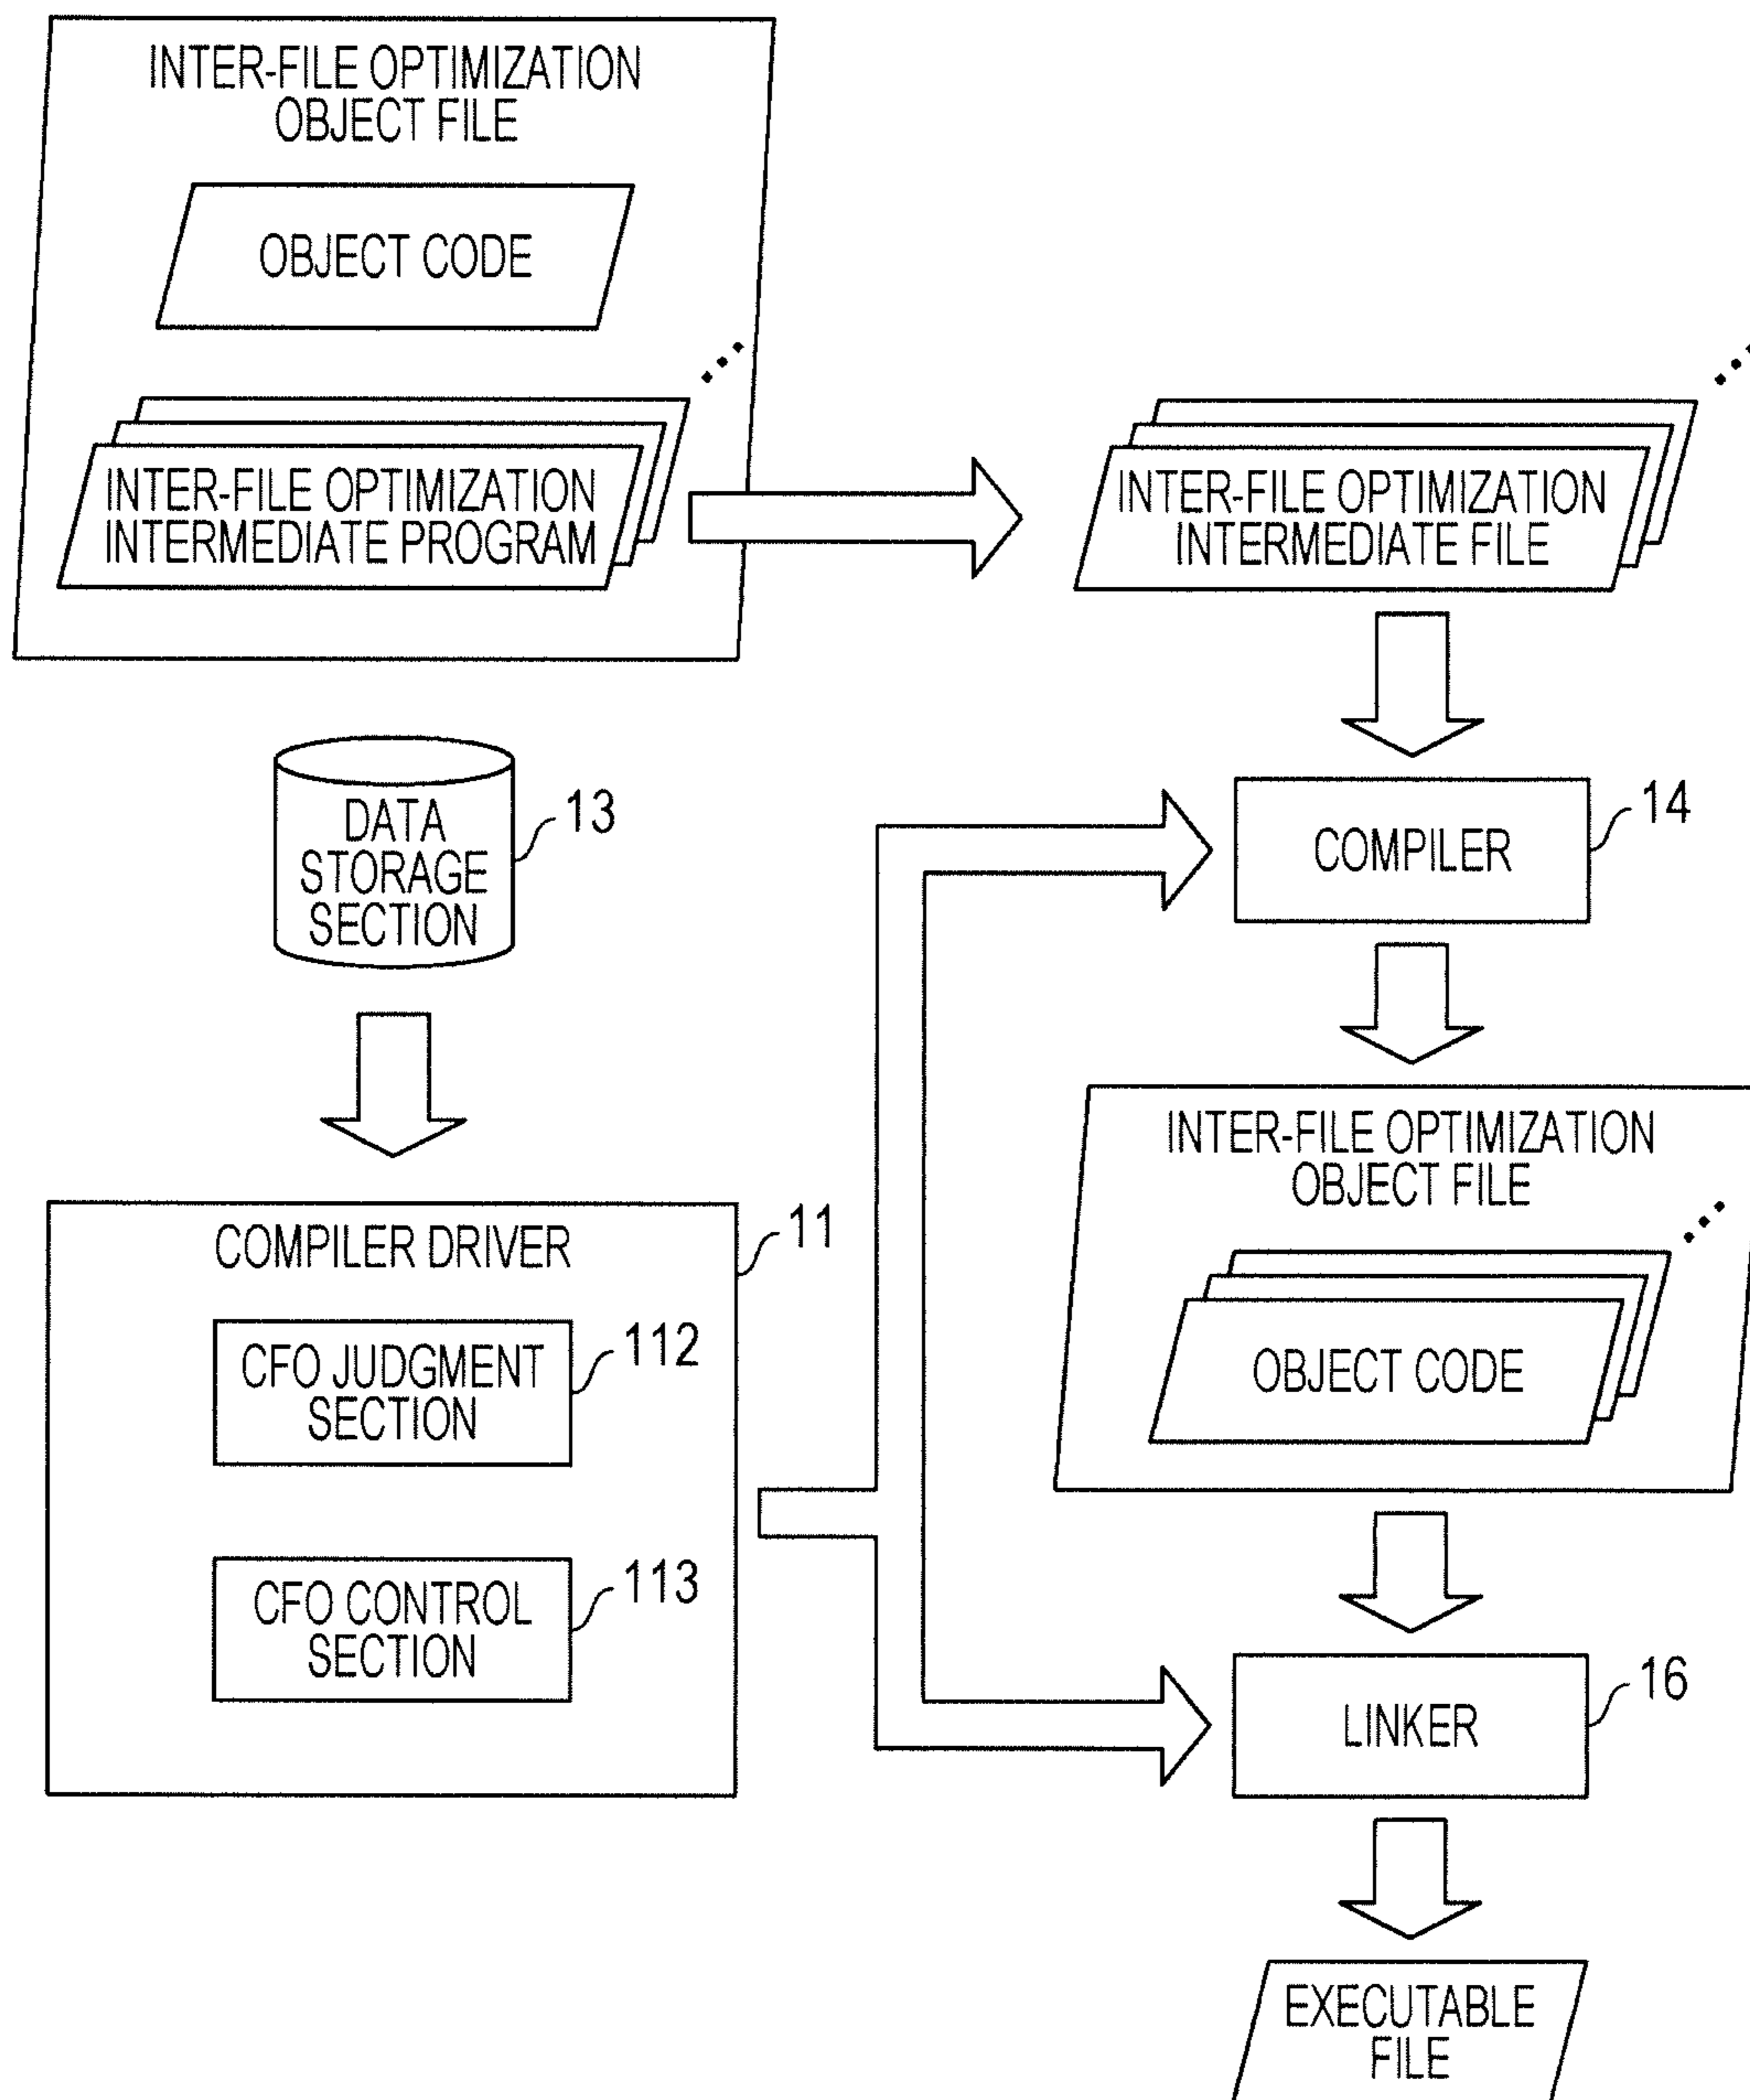 INTER-FILE OPTIMIZATION
OBJECT FILE
OBJECT CODE
INTER-FILE OPTIMIZATION
INTERMEDIATE PROGRAM
INTER-FILE OPTIMIZATION
INTERMEDIATE FILE
DATA
STORAGE
SECTION
13
COMPILER
14
COMPILER DRIVER
11
CFO JUDGMENT
SECTION
112
CFO CONTROL
SECTION
113
INTER-FILE OPTIMIZATION
OBJECT FILE
OBJECT CODE
LINKER
16
EXECUTABLE
FILE